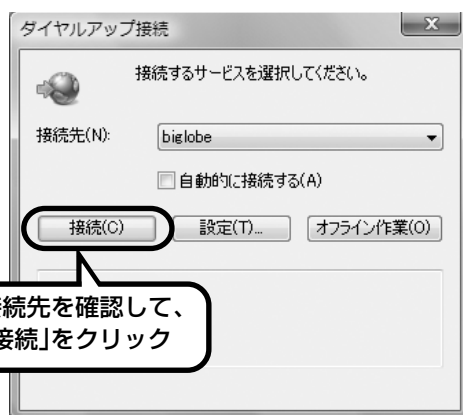 ダイヤルアップ接続
接続するサービスを選択してください。
接続先(N):
biglobe
自動的に接続する(A)
接続(C)
設定(T)...
オフライン作業(O)
続先を確認して、
接続」をクリック